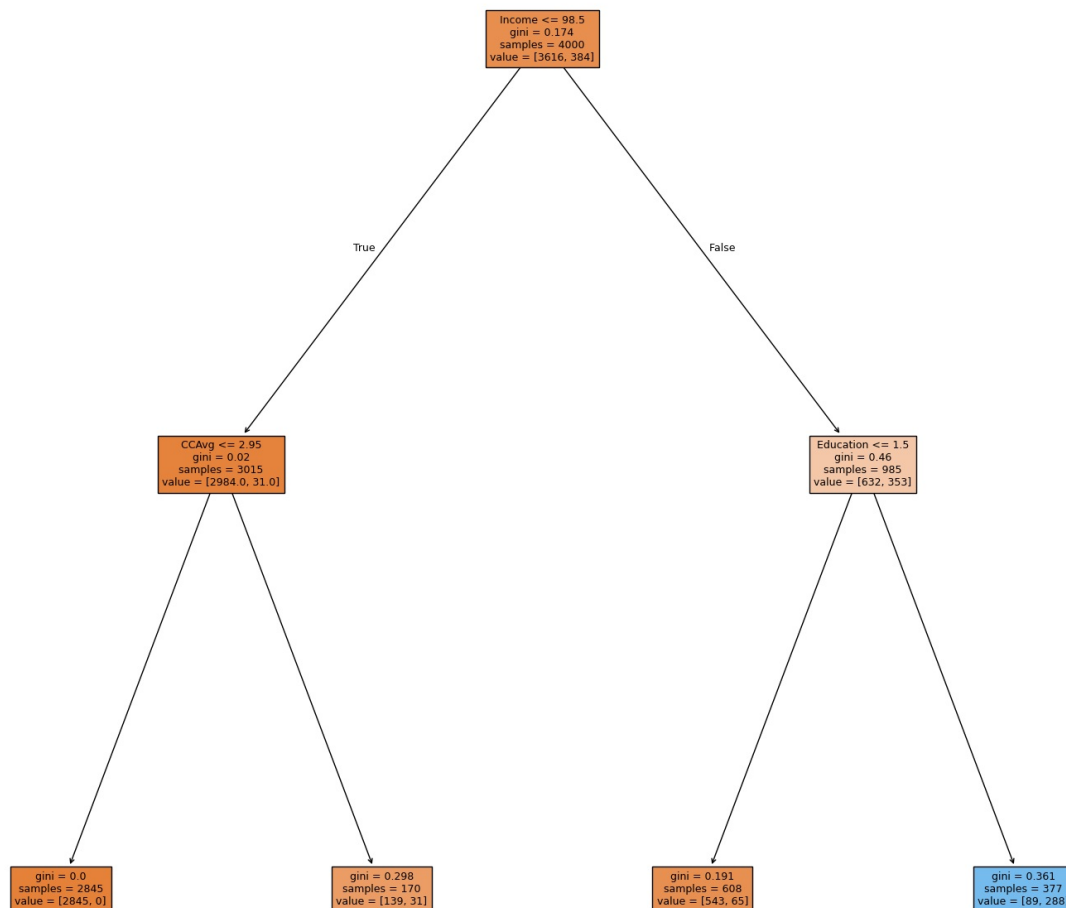 Income <= 98.5
gini = 0.174
samples = 4000
value = [3616, 384]
True
False
CCAvg <= 2.95
gini = 0.02
samples = 3015
value = [2984.0, 31.0]
Education <= 1.5
gini = 0.46
samples = 985
value = [632, 353]
gini = 0.0
samples = 2845
value = [2845, 0]
gini = 0.298
samples = 170
value = [139, 31]
gini = 0.191
samples = 608
value = [543, 65]
gini = 0.361
samples = 377
value = [89, 288]